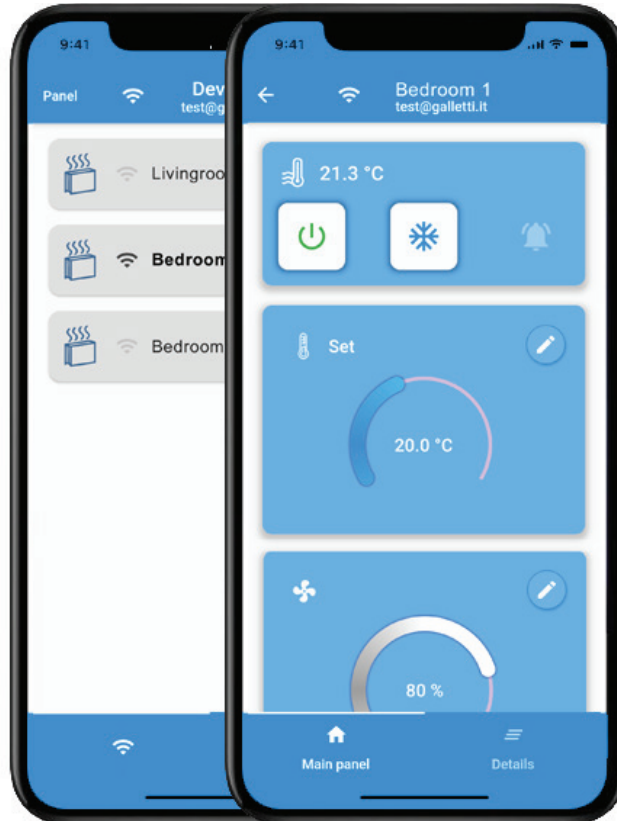 9:41
Panel
Dev
test@g
Livingroo
Bedroom
Bedroom
9:41
Bedroom 1
test@galletti.it
21.3 °C
Set
20.0 °C
80 %
Main panel
Details